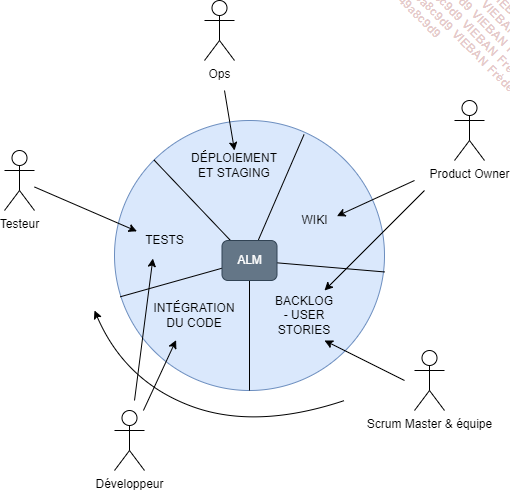 Ops
Product Owner
Testeur
DÉPLOIEMENT
ET STAGING
WIKI
TESTS
ALM
INTÉGRATION
DU CODE
BACKLOG
- USER
STORIES
Scrum Master & équipe
Développeur